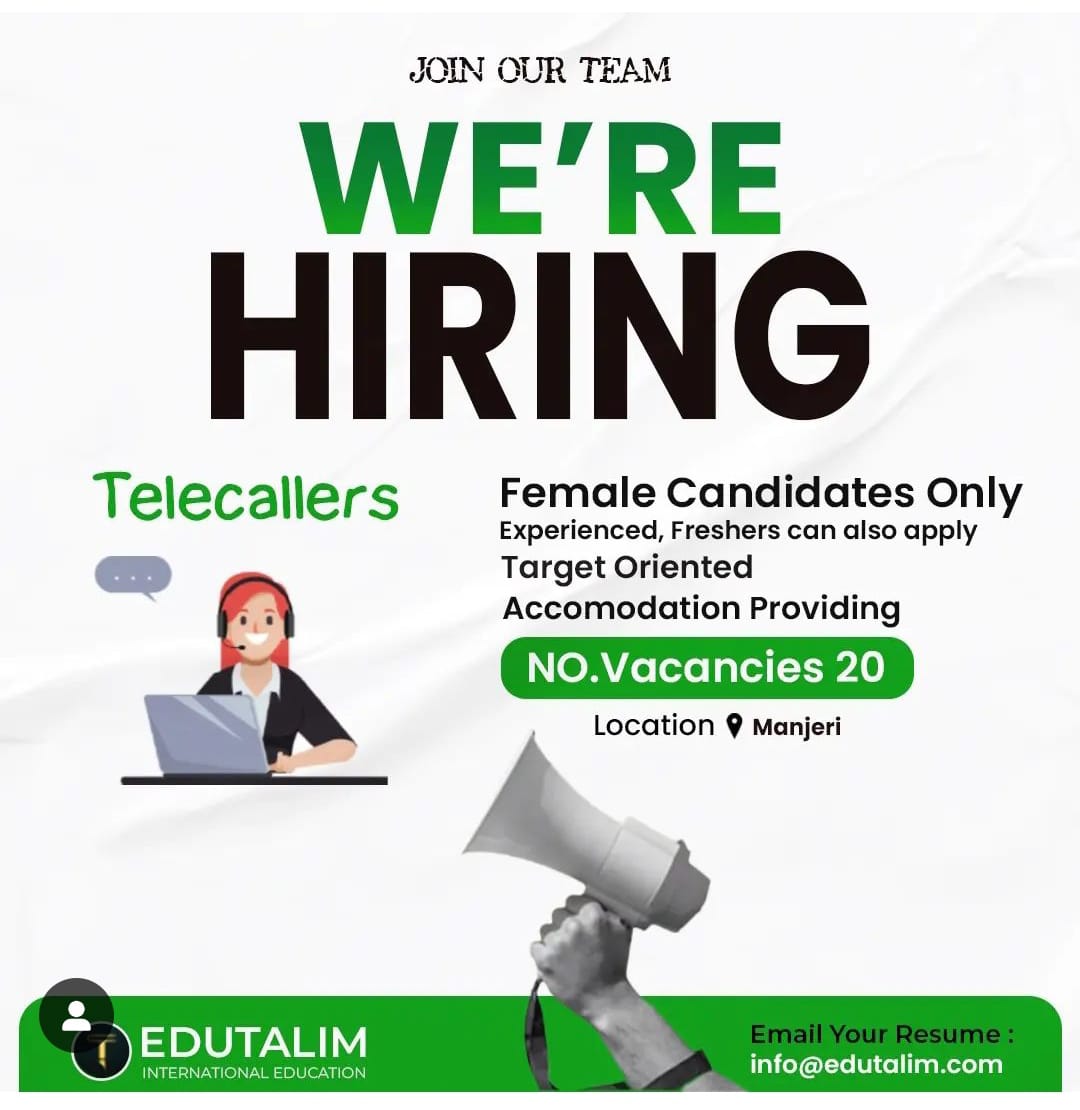 JOIN OUR TEAM
WE'RE
HIRING
Telecallers
Female Candidates Only
Experienced, Freshers can also apply
Target Oriented
Accomodation Providing
NO.Vacancies 20
Location Manjeri
EDUTALIM
INTERNATIONAL EDUCATION
Email Your Resume :
info@edutalim.com